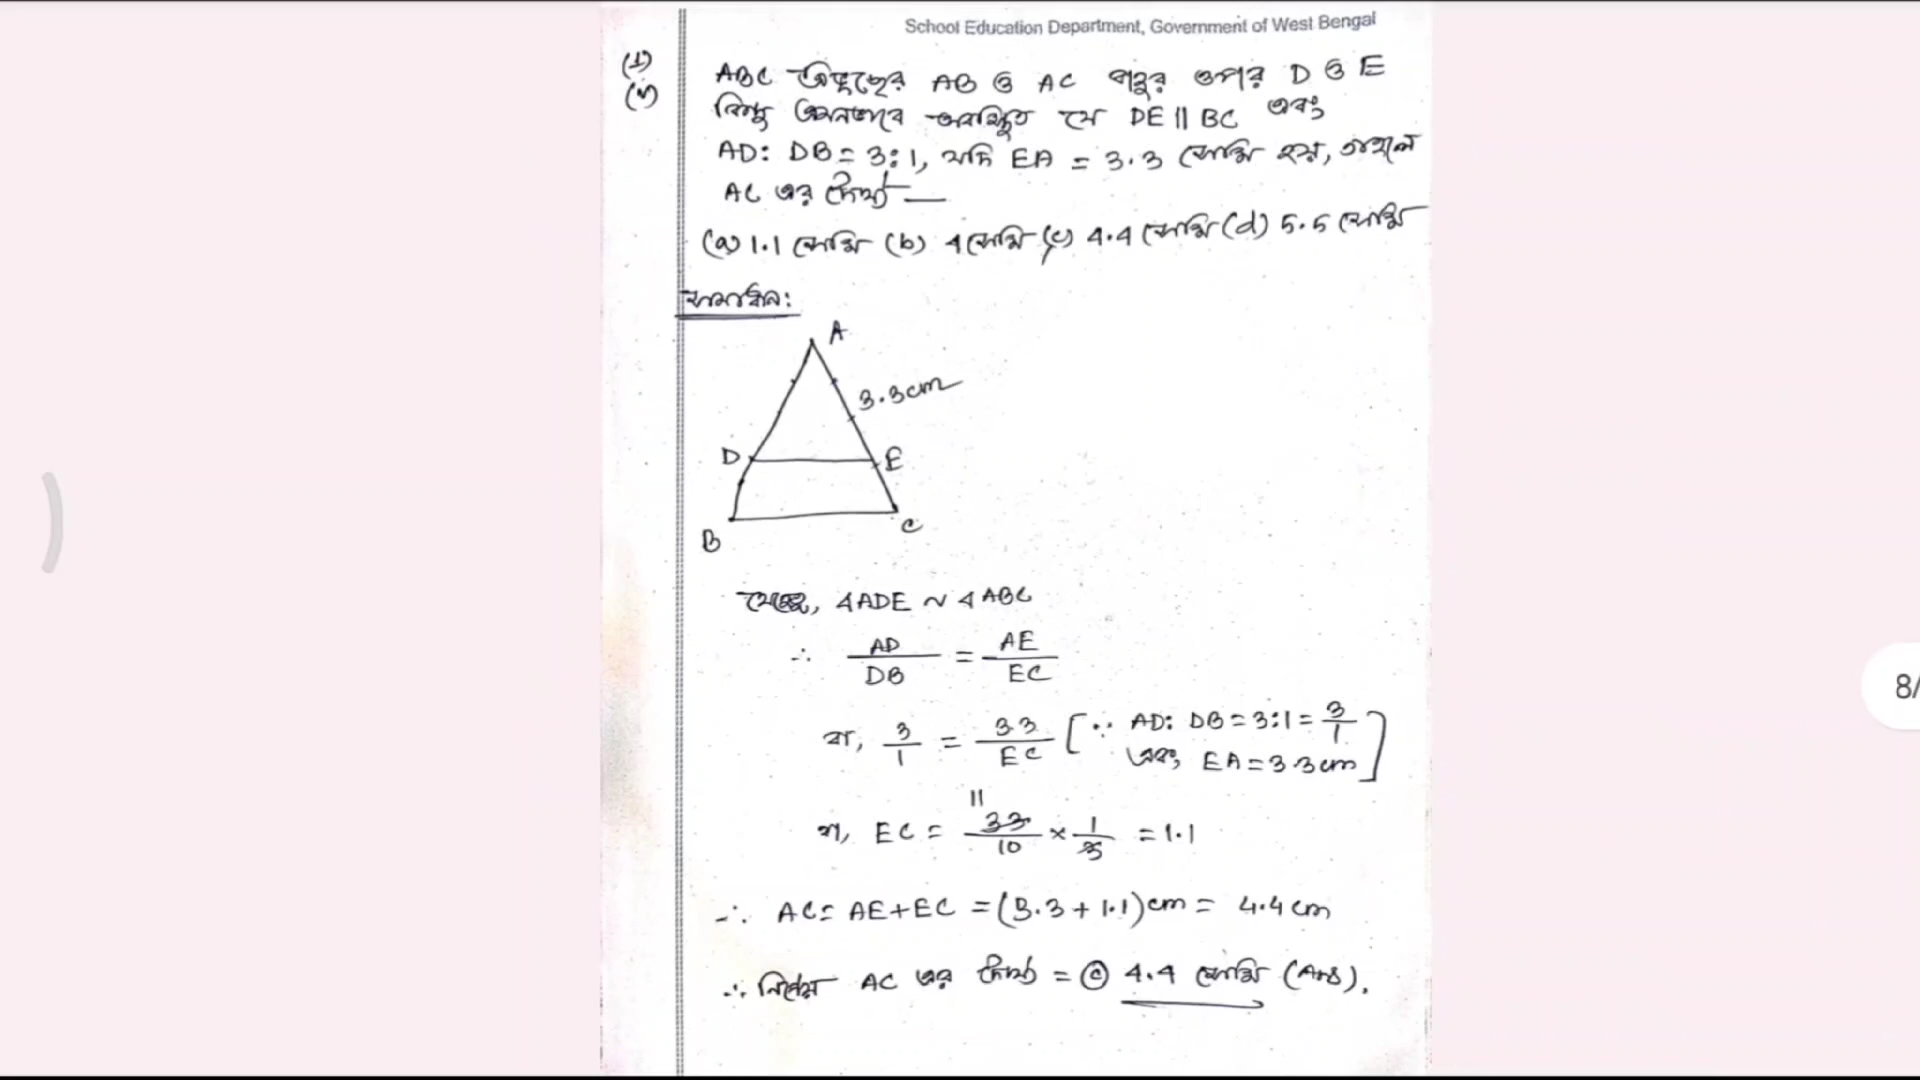 School Education Department, Government of West Bengal
(1)
(v)
ABC ত্রিভুজের AB ও AC বাহুর ওপর D ও E
বিন্দু এমনভাবে অবস্থিত যে DE || BC এবং
AD: DB = 3:1, যদি EA = 3.3 সেমি হয়, তাহলে
AC এর দৈর্ঘ্য —
(a) 1.1 সেমি (b) 4 সেমি (c) 4.4 সেমি (d) 5.5 সেমি
সমাধান:
A
3.3cm
D E
B C
যেহেতু, ΔADE ~ ΔABC
∴ AD/DB = AE/EC
বা, 3/1 = 3.3/EC [∵ AD: DB = 3:1 = 3/1
এবং, EA = 3.3cm]
11
বা, EC = 33/10 × 1/3 = 1.1
∴ AC = AE+EC = (3.3 + 1.1)cm = 4.4 cm
∴ নির্ণেয় AC এর দৈর্ঘ্য = ⓒ 4.4 সেমি (Ans).
8/